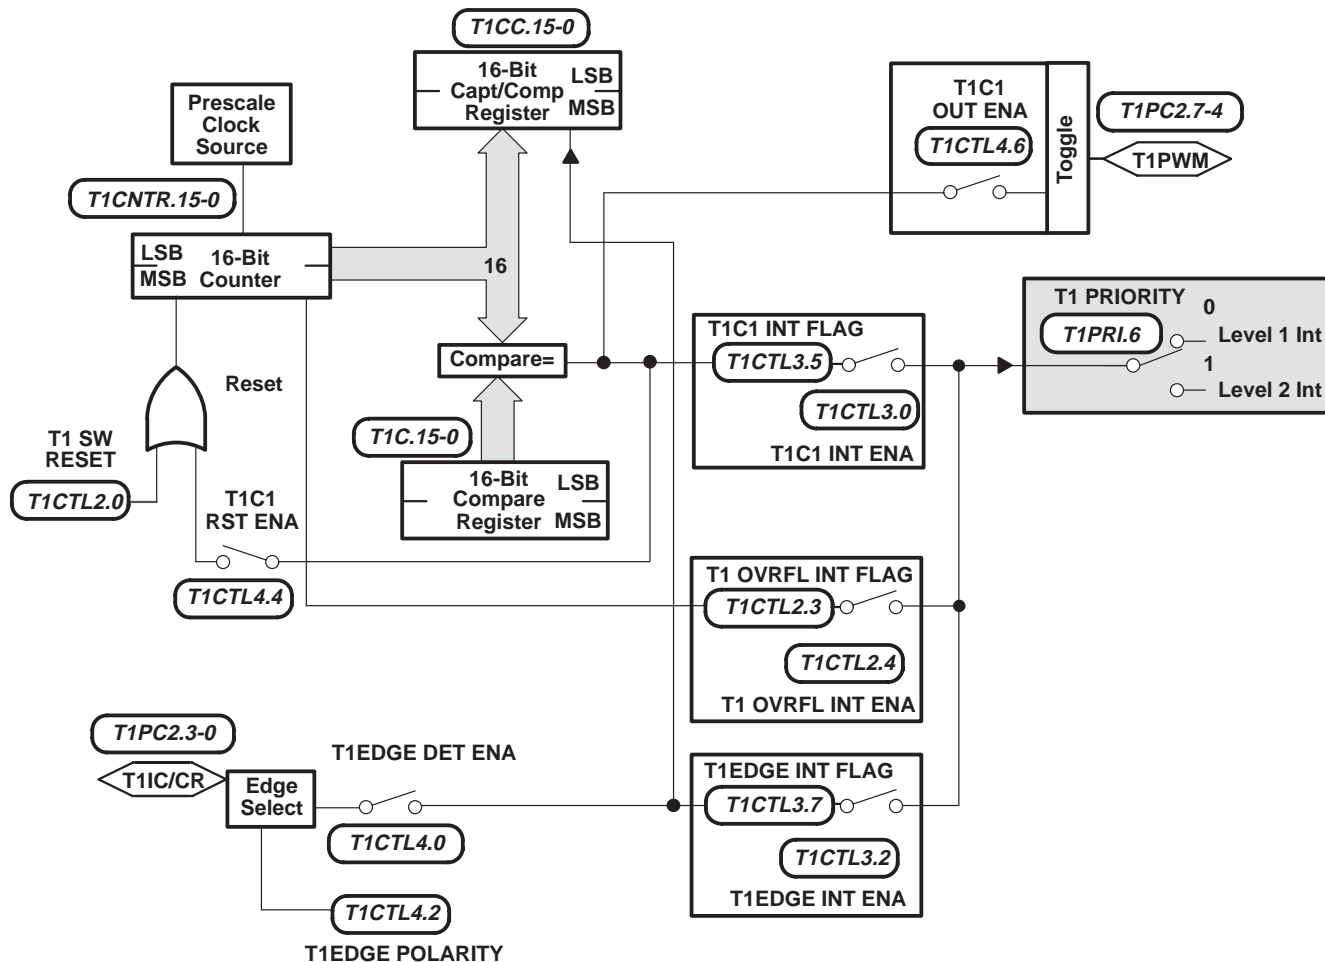 T1CC.15-0
16-Bit
Capt/Comp
Register
LSB
MSB
Prescale
Clock
Source
T1CNTR.15-0
LSB
MSB
16-Bit
Counter
16
T1C1
OUT ENA
T1CTL4.6
Toggle
T1PC2.7-4
T1PWM
T1 PRIORITY
T1PRI.6
0
Level 1 Int
1
Level 2 Int
Compare=
T1C1 INT FLAG
T1CTL3.5
T1CTL3.0
T1C1 INT ENA
Reset
T1 SW
RESET
T1CTL2.0
T1C.15-0
16-Bit
Compare
Register
LSB
MSB
T1C1
RST ENA
T1CTL4.4
T1 OVRFL INT FLAG
T1CTL2.3
T1CTL2.4
T1 OVRFL INT ENA
T1PC2.3-0
T1IC/CR
Edge
Select
T1EDGE DET ENA
T1CTL4.0
T1EDGE INT FLAG
T1CTL3.7
T1CTL3.2
T1EDGE INT ENA
T1CTL4.2
T1EDGE POLARITY